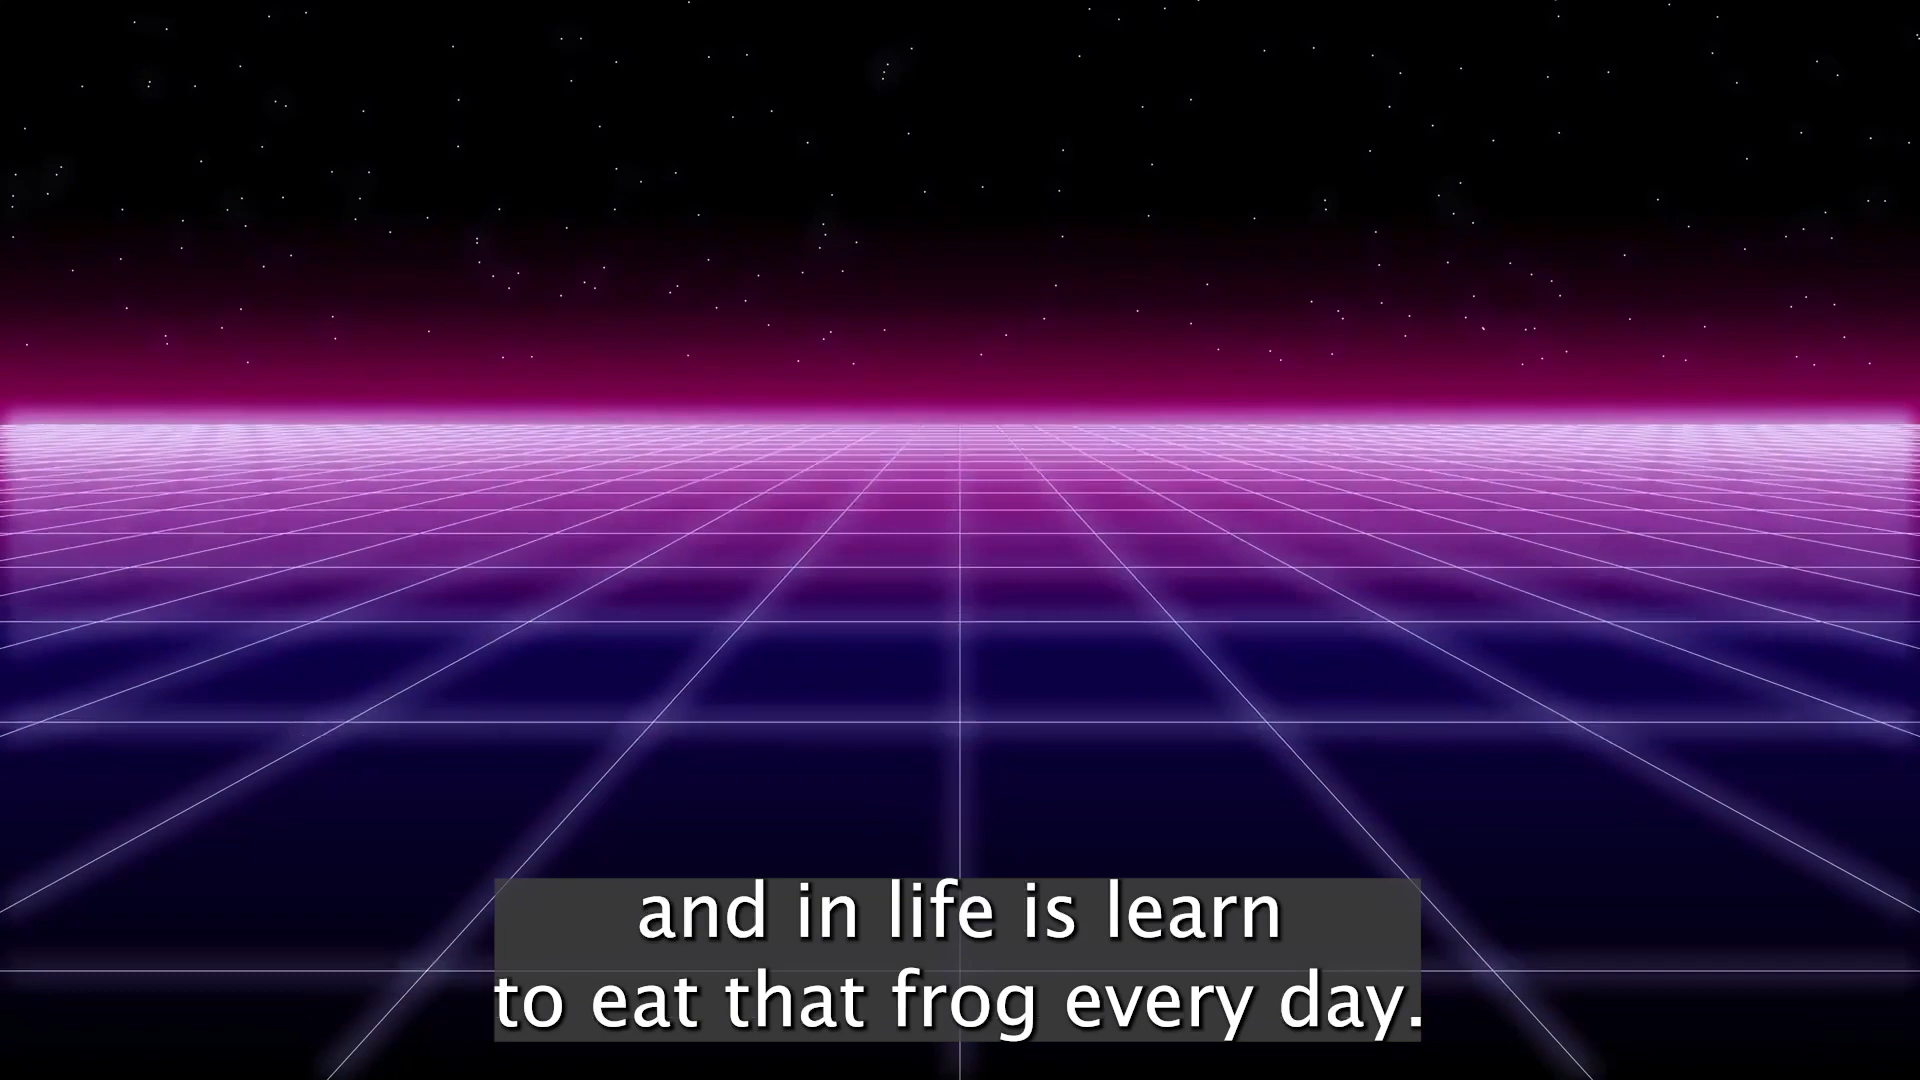 and in life is learn
to eat that frog every day.